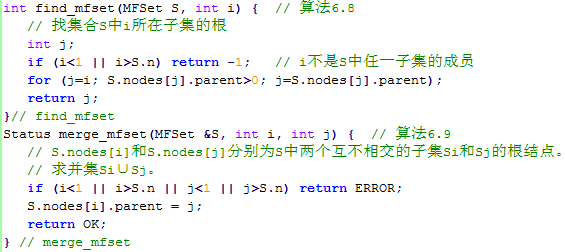 int find_mfset(MFSet S, int i) {  // 算法6.8
// 找集合S中i所在子集的根
int j;
if (i<1 || i>S.n) return -1;   // i不是S中任一子集的成员
for (j=i; S.nodes[j].parent>0; j=S.nodes[j].parent);
return j;
}// find_mfset
Status merge_mfset(MFSet &S, int i, int j) {  // 算法6.9
// S.nodes[i]和S.nodes[j]分别为S中两个互不相交的子集Si和Sj的根结点。
// 求并集Si∪Sj。
if (i<1 || i>S.n || j<1 || j>S.n) return ERROR;
S.nodes[i].parent = j;
return OK;
} // merge_mfset